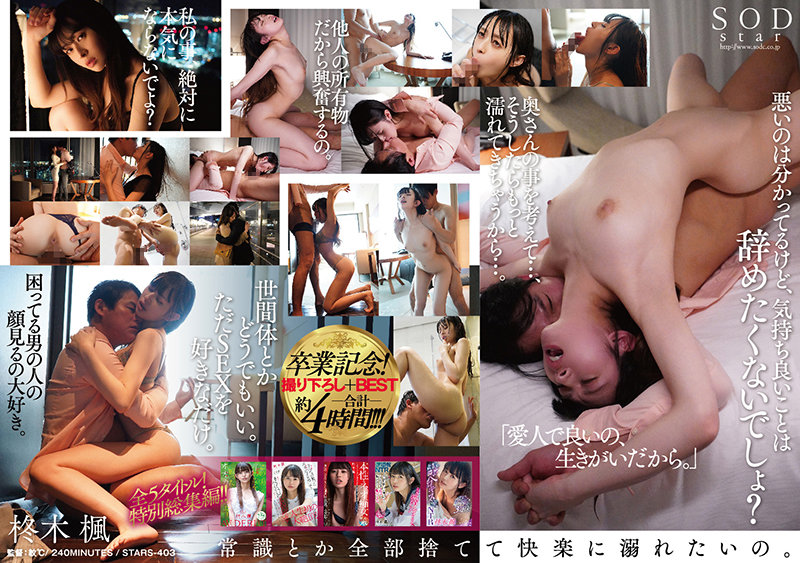 私の事、絶対に
本気に
ならないでよ?
他人の所有物
だから興奮するの。
SOD
star
http://www.sodc.co.jp
悪いのは分かってるけど、気持ち良いことは
辞めたくないでしょ?
奥さんの事を考えて…、
そうしたらもっと
濡れてきちゃうから…。
「愛人で良いの、
生きがいだから。」
世間体とか
どうでもいい。
ただSEXを
好きなだけ。
困ってる男の人の
顔見るの大好き。
卒業記念!
撮り下ろし+BEST
合計
約4時間!!!
全5タイトル!
特別総集編!!
柊木 楓
240MINUTES / STARS-403
常識とか全部捨てて快楽に溺れたいの。